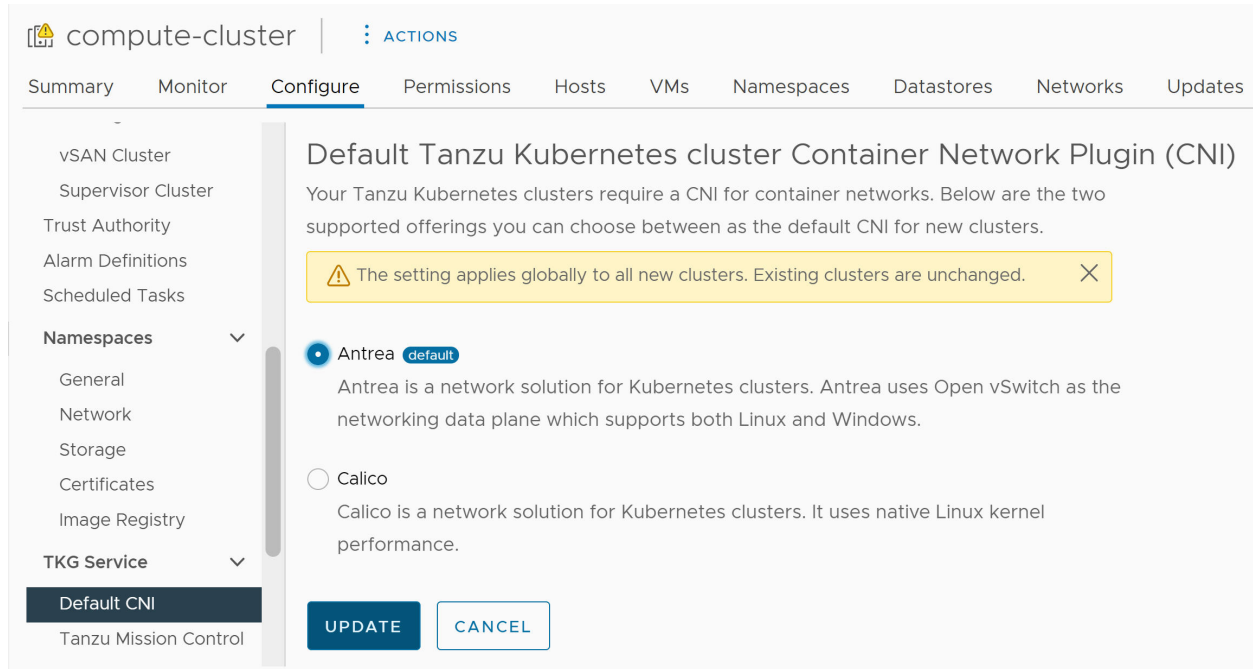 compute-cluster
ACTIONS
Summary Monitor Configure Permissions Hosts VMs Namespaces Datastores Networks Updates
vSAN Cluster
Supervisor Cluster
Trust Authority
Alarm Definitions
Scheduled Tasks
Namespaces
General
Network
Storage
Certificates
Image Registry
TKG Service
Default CNI
Tanzu Mission Control
Default Tanzu Kubernetes cluster Container Network Plugin (CNI)
Your Tanzu Kubernetes clusters require a CNI for container networks. Below are the two
supported offerings you can choose between as the default CNI for new clusters.
The setting applies globally to all new clusters. Existing clusters are unchanged.
Antrea default
Antrea is a network solution for Kubernetes clusters. Antrea uses Open vSwitch as the
networking data plane which supports both Linux and Windows.
Calico
Calico is a network solution for Kubernetes clusters. It uses native Linux kernel
performance.
UPDATE CANCEL